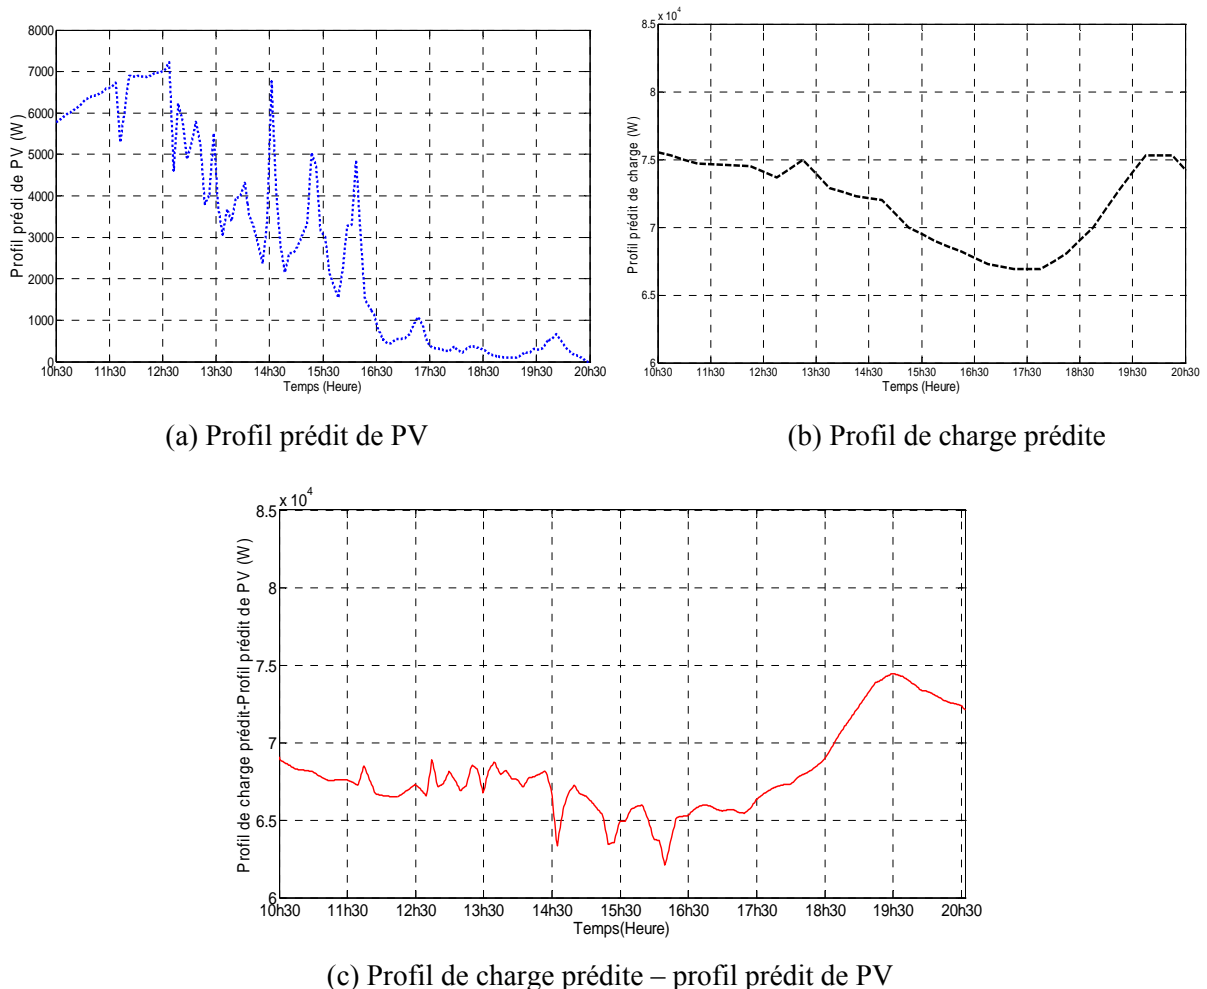 8000
7000
6000
5000
4000
3000
2000
1000
0
Profil prédi de PV (W)
10h30 11h30 12h30 13h30 14h30 15h30 16h30 17h30 18h30 19h30 20h30
Temps (Heure)
(a) Profil prédit de PV
x 10^4
8.5
8
7.5
7
6.5
6
Profil prédit de charge (W)
10h30 11h30 12h30 13h30 14h30 15h30 16h30 17h30 18h30 19h30 20h30
Temps (Heure)
(b) Profil de charge prédite
x 10^4
8.5
8
7.5
7
6.5
6
Profil de charge prédit-Profil prédit de PV (W)
10h30 11h30 12h30 13h30 14h30 15h30 16h30 17h30 18h30 19h30 20h30
Temps(Heure)
(c) Profil de charge prédite – profil prédit de PV